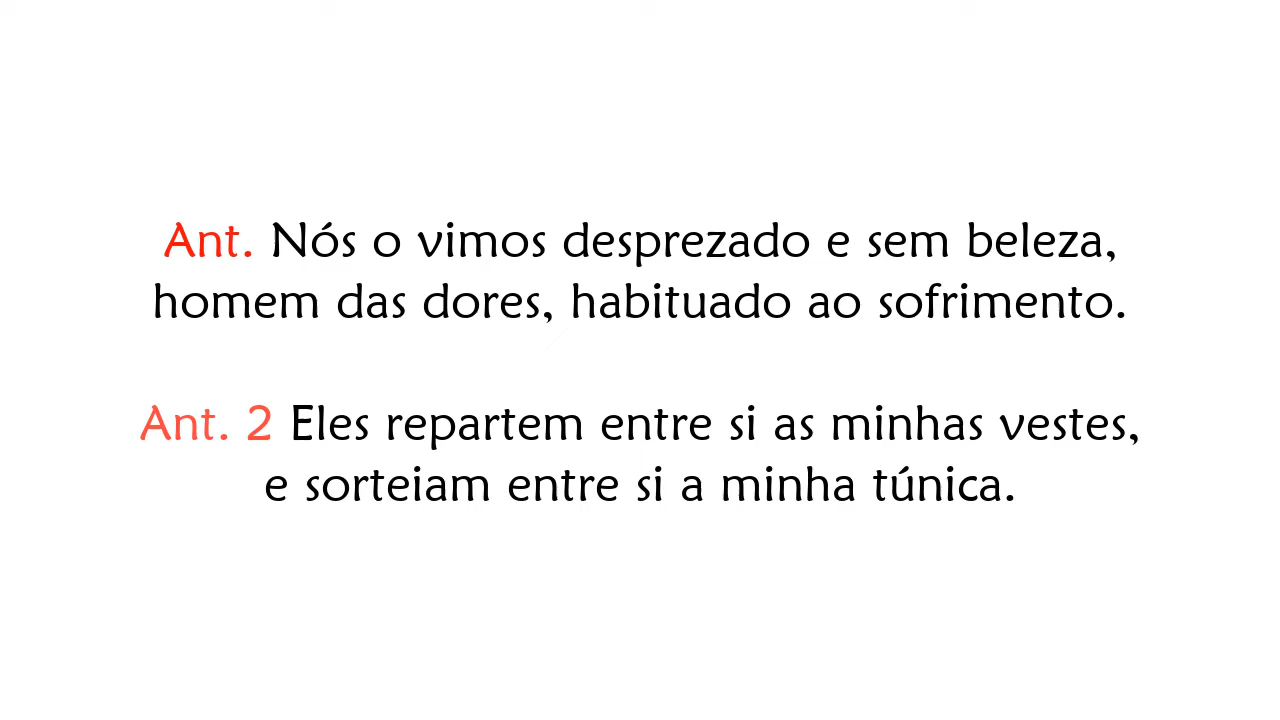 Ant. Nós o vimos desprezado e sem beleza,
homem das dores, habituado ao sofrimento.
Ant. 2 Eles repartem entre si as minhas vestes,
e sorteiam entre si a minha túnica.